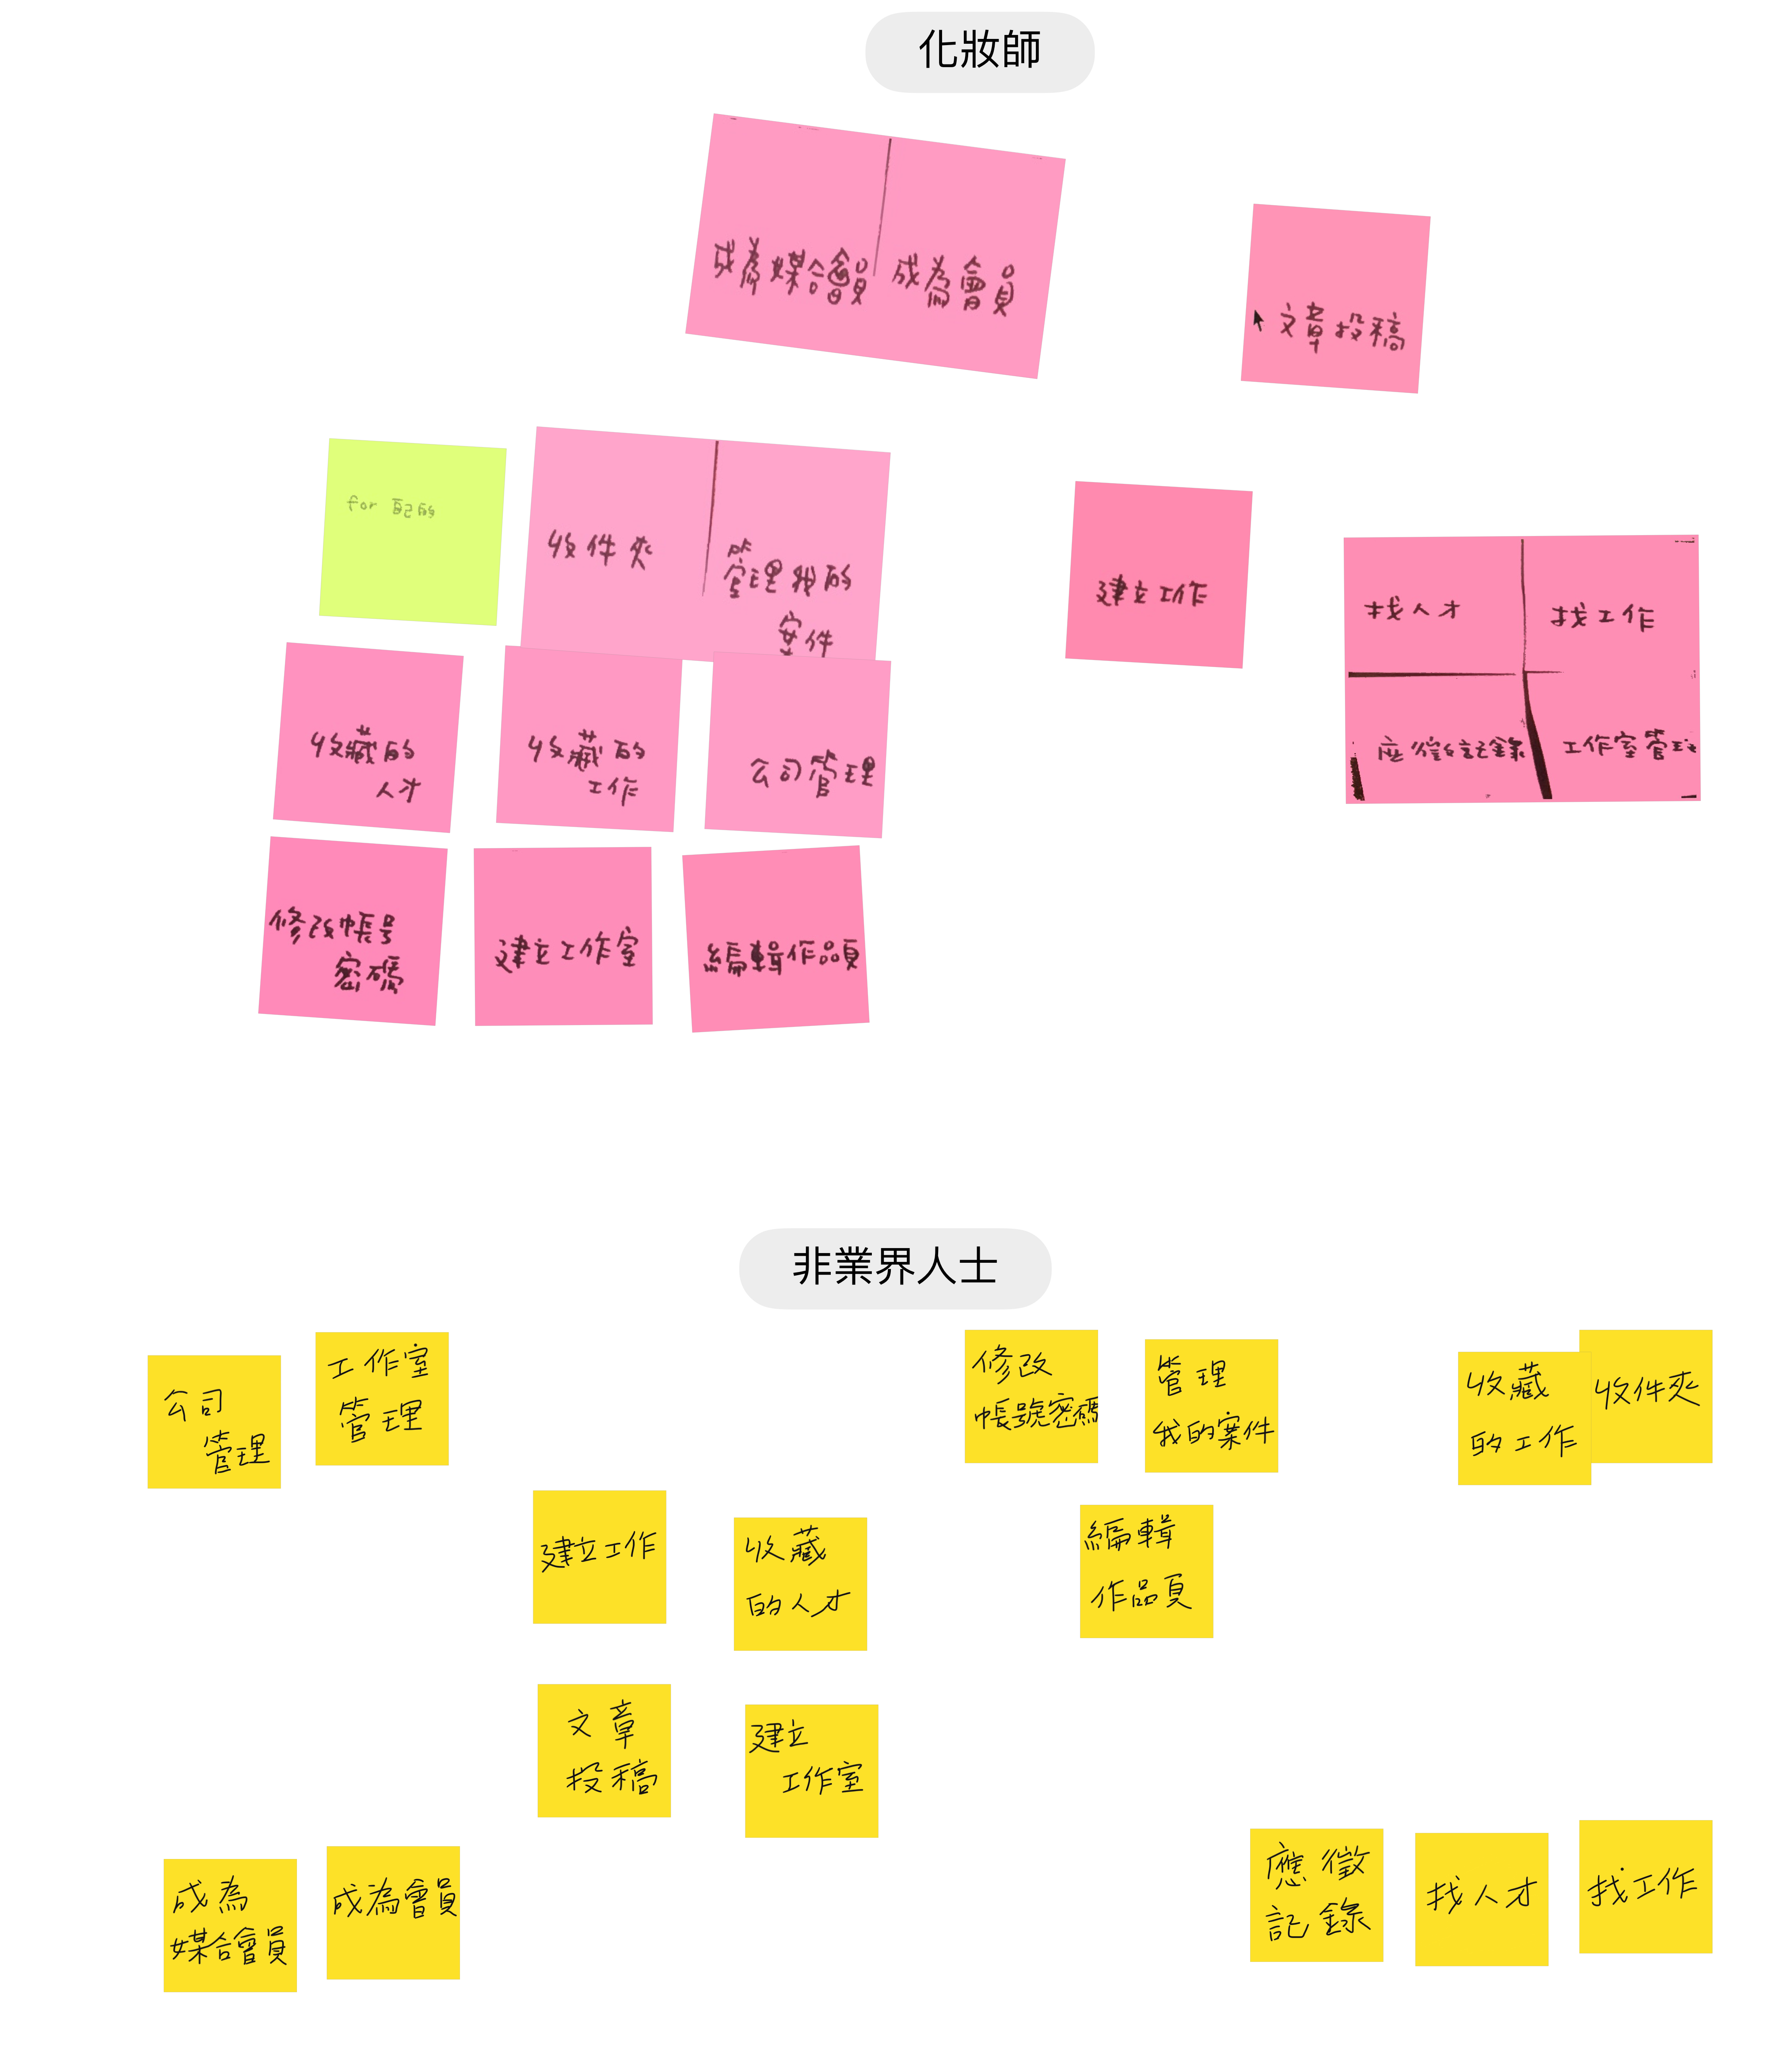 化妝師
成為媒合會員
成為會員
文章投稿
for 自己的
收件夾
管理我的
案件
建立工作
找人才
找工作
應徵記錄
工作室管理
收藏的
人才
收藏的
工作
公司管理
修改帳号
密碼
建立工作室
編輯作品頁
非業界人士
公司
管理
工作室
管理
修改
帳號密碼
管理
我的案件
收藏
的工作
收件夾
建立工作
收藏
的人才
編輯
作品頁
文章
投稿
建立
工作室
成為
媒合會員
成為會員
應徵
記錄
找人才
找工作